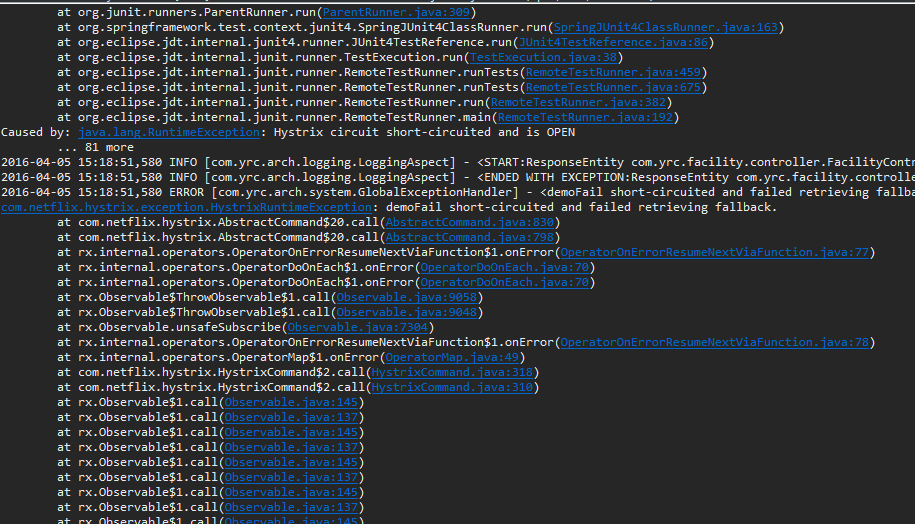 at org.junit.runners.ParentRunner.run(ParentRunner.java:309)
at org.springframework.test.context.junit4.SpringJUnit4ClassRunner.run(SpringJUnit4ClassRunner.java:163)
at org.eclipse.jdt.internal.junit4.runner.JUnit4TestReference.run(JUnit4TestReference.java:86)
at org.eclipse.jdt.internal.junit.runner.TestExecution.run(TestExecution.java:38)
at org.eclipse.jdt.internal.junit.runner.RemoteTestRunner.runTests(RemoteTestRunner.java:459)
at org.eclipse.jdt.internal.junit.runner.RemoteTestRunner.runTests(RemoteTestRunner.java:675)
at org.eclipse.jdt.internal.junit.runner.RemoteTestRunner.run(RemoteTestRunner.java:382)
at org.eclipse.jdt.internal.junit.runner.RemoteTestRunner.main(RemoteTestRunner.java:192)
Caused by: java.lang.RuntimeException: Hystrix circuit short-circuited and is OPEN
... 81 more
2016-04-05 15:18:51,580 INFO [com.yrc.arch.logging.LoggingAspect] - <START:ResponseEntity com.yrc.facility.controller.FacilityContr
2016-04-05 15:18:51,580 INFO [com.yrc.arch.logging.LoggingAspect] - <ENDED WITH EXCEPTION:ResponseEntity com.yrc.facility.controlle
2016-04-05 15:18:51,580 ERROR [com.yrc.arch.system.GlobalExceptionHandler] - <demoFail short-circuited and failed retrieving fallba
com.netflix.hystrix.exception.HystrixRuntimeException: demoFail short-circuited and failed retrieving fallback.
at com.netflix.hystrix.AbstractCommand$20.call(AbstractCommand.java:830)
at com.netflix.hystrix.AbstractCommand$20.call(AbstractCommand.java:798)
at rx.internal.operators.OperatorOnErrorResumeNextViaFunction$1.onError(OperatorOnErrorResumeNextViaFunction.java:77)
at rx.internal.operators.OperatorDoOnEach$1.onError(OperatorDoOnEach.java:70)
at rx.internal.operators.OperatorDoOnEach$1.onError(OperatorDoOnEach.java:70)
at rx.Observable$ThrowObservable$1.call(Observable.java:9058)
at rx.Observable$ThrowObservable$1.call(Observable.java:9048)
at rx.Observable.unsafeSubscribe(Observable.java:7304)
at rx.internal.operators.OperatorOnErrorResumeNextViaFunction$1.onError(OperatorOnErrorResumeNextViaFunction.java:78)
at rx.internal.operators.OperatorMap$1.onError(OperatorMap.java:49)
at com.netflix.hystrix.HystrixCommand$2.call(HystrixCommand.java:318)
at com.netflix.hystrix.HystrixCommand$2.call(HystrixCommand.java:310)
at rx.Observable$1.call(Observable.java:145)
at rx.Observable$1.call(Observable.java:137)
at rx.Observable$1.call(Observable.java:145)
at rx.Observable$1.call(Observable.java:137)
at rx.Observable$1.call(Observable.java:145)
at rx.Observable$1.call(Observable.java:137)
at rx.Observable$1.call(Observable.java:145)
at rx.Observable$1.call(Observable.java:137)
at rx.Observable$1.call(Observable.java:145)